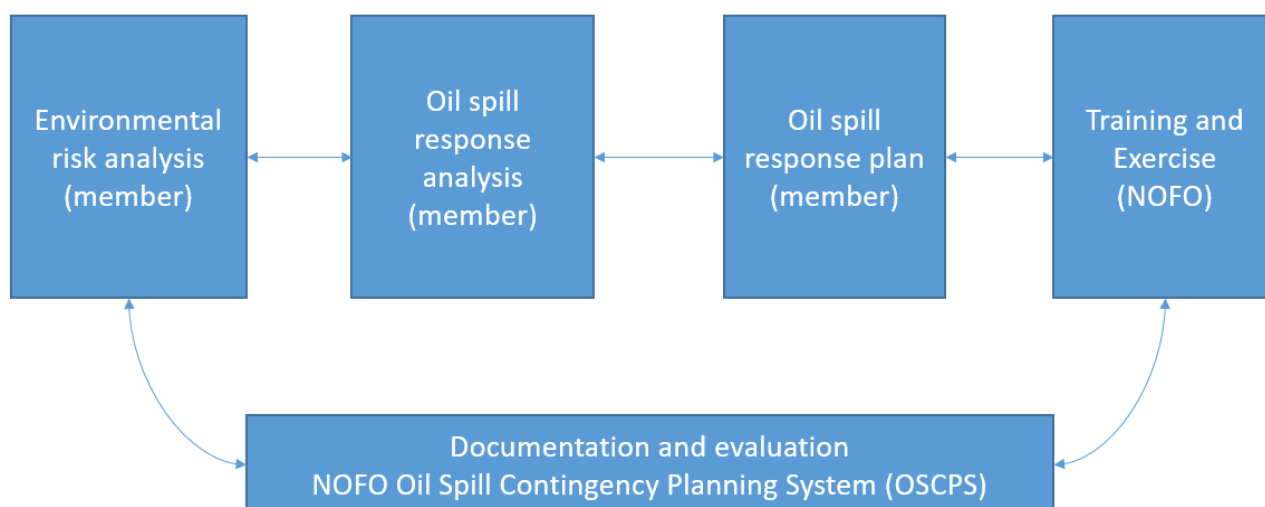 Environmental
risk analysis
(member)
Oil spill
response
analysis
(member)
Oil spill
response plan
(member)
Training and
Exercise
(NOFO)
Documentation and evaluation
NOFO Oil Spill Contingency Planning System (OSCPS)